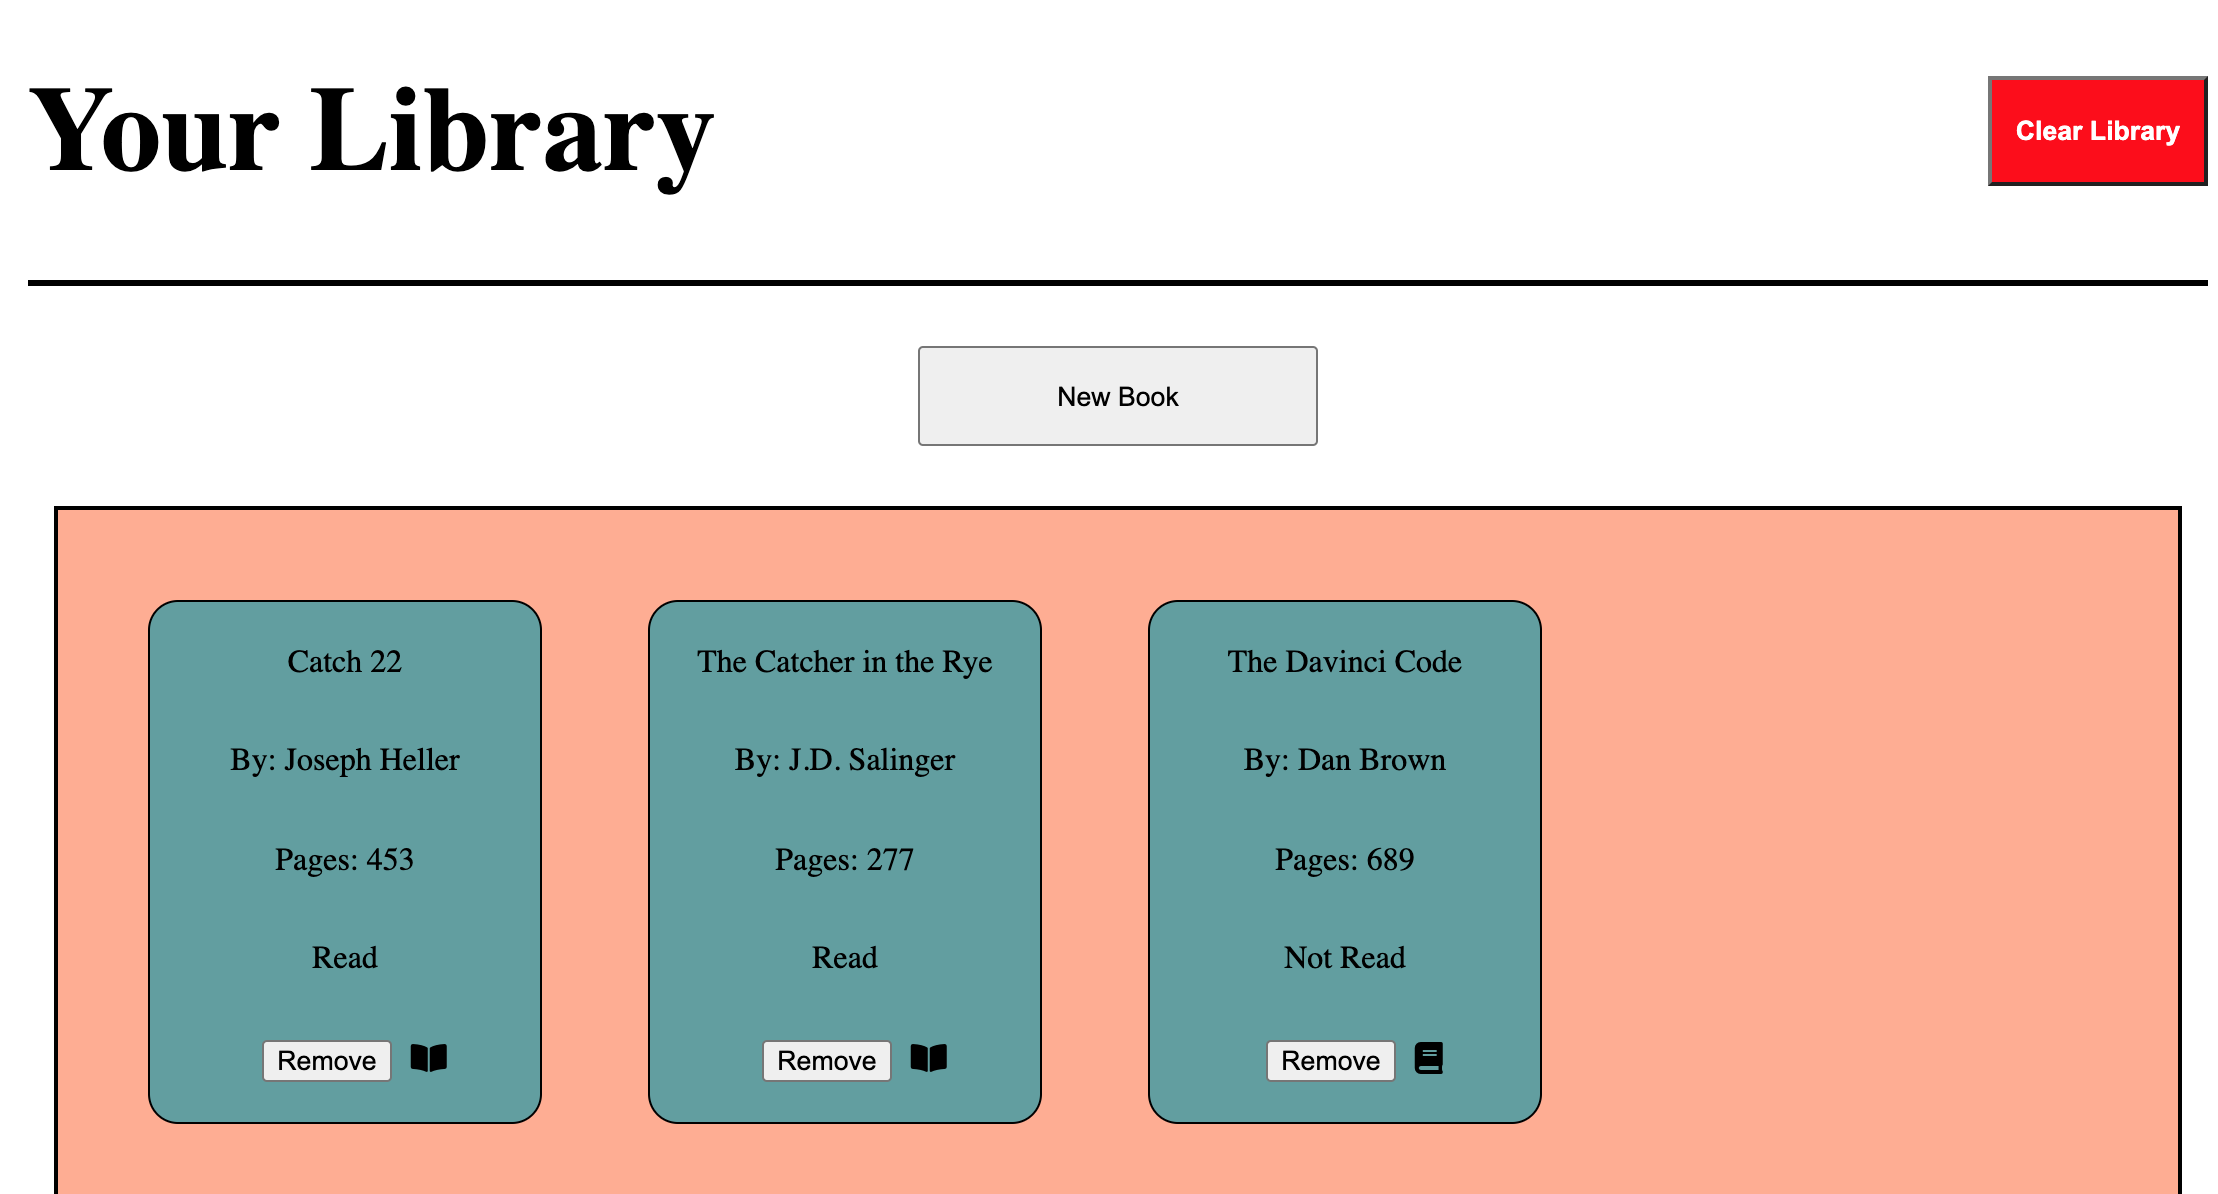 Your Library
Clear Library
New Book
Catch 22
By: Joseph Heller
Pages: 453
Read
Remove
The Catcher in the Rye
By: J.D. Salinger
Pages: 277
Read
Remove
The Davinci Code
By: Dan Brown
Pages: 689
Not Read
Remove